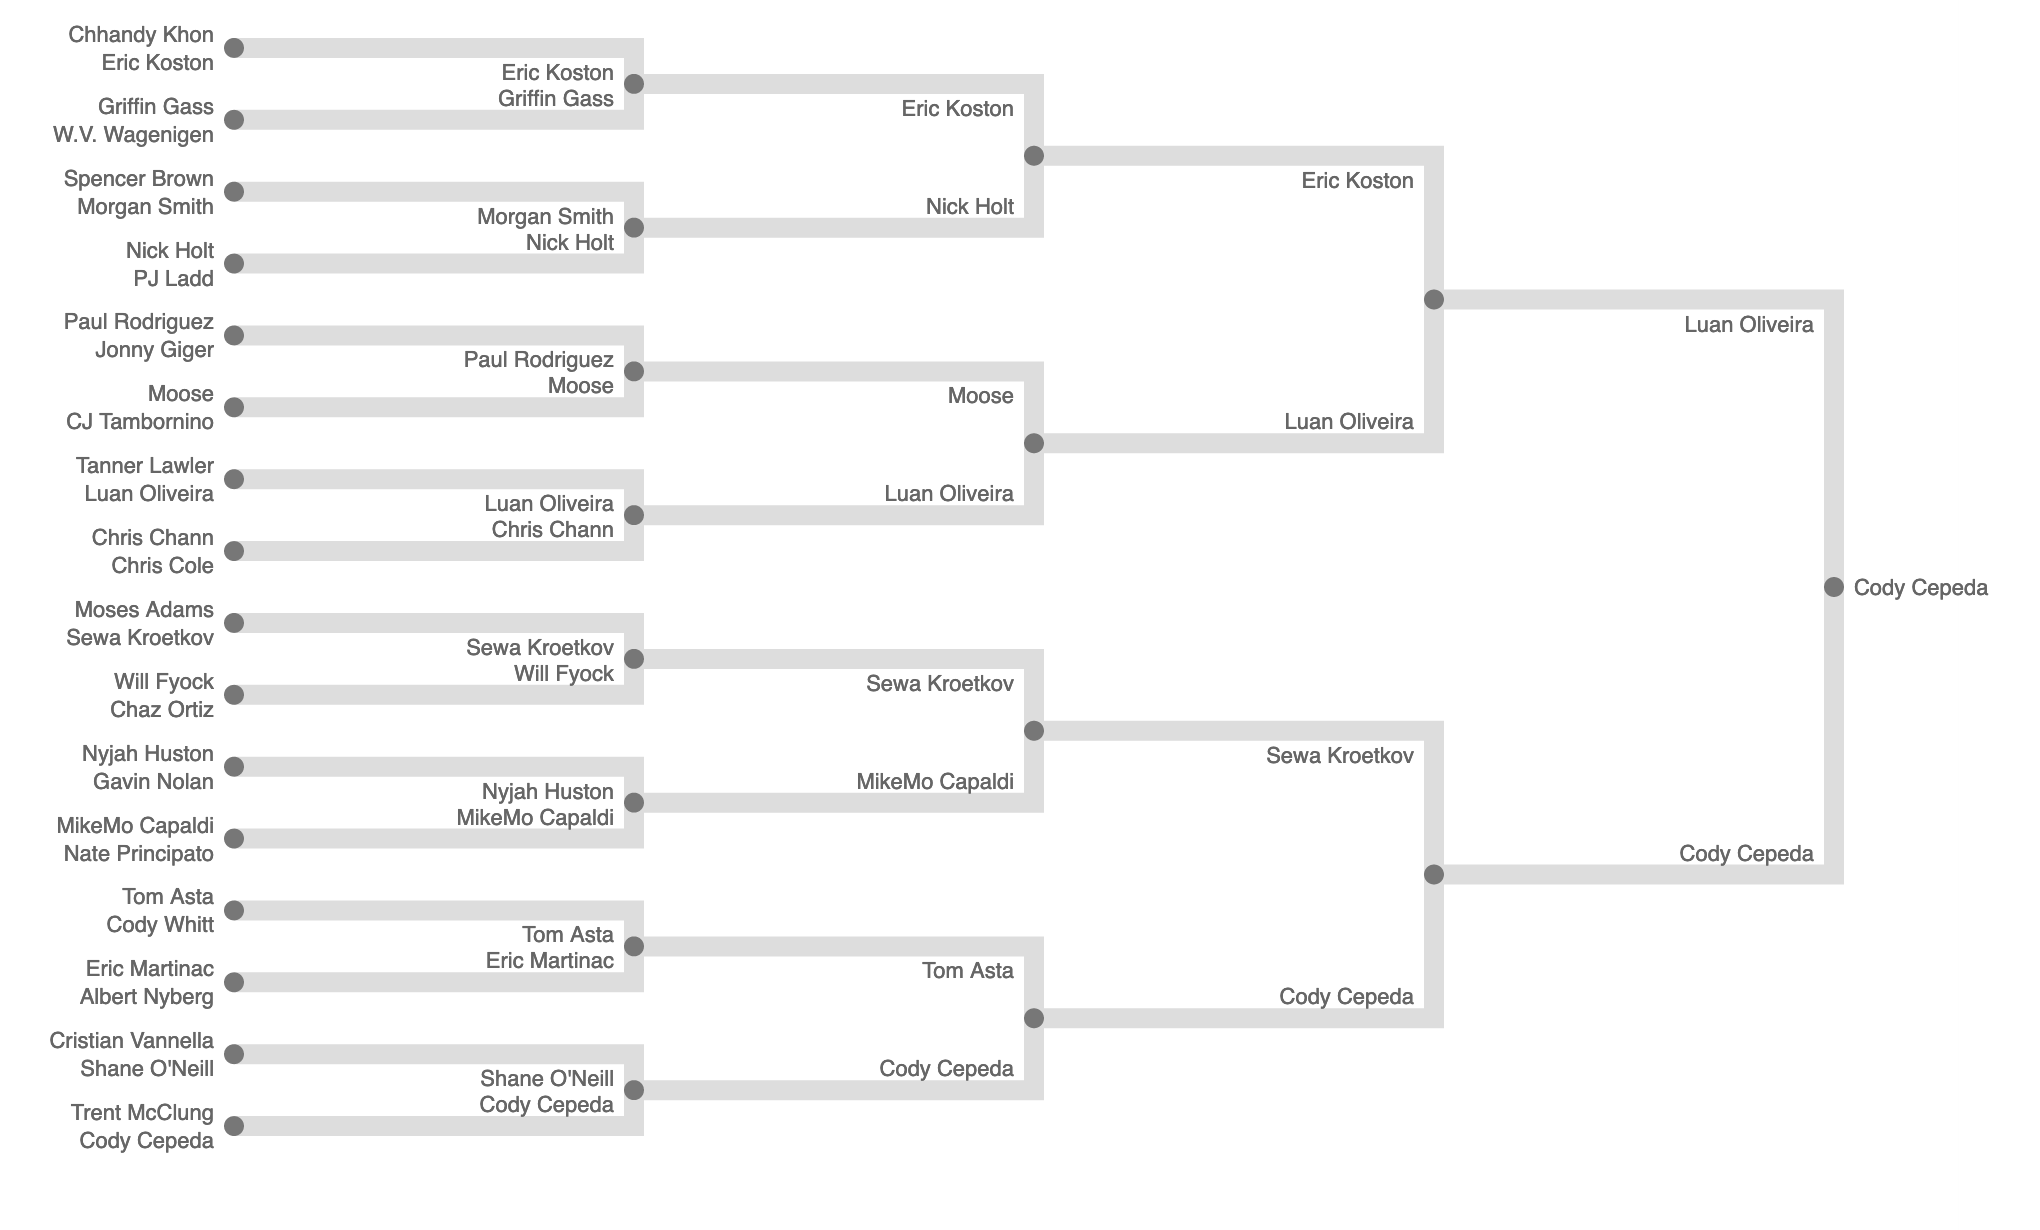 Chhandy Khon
Eric Koston
Griffin Gass
W.V. Wagenigen
Spencer Brown
Morgan Smith
Nick Holt
PJ Ladd
Paul Rodriguez
Jonny Giger
Moose
CJ Tambornino
Tanner Lawler
Luan Oliveira
Chris Chann
Chris Cole
Moses Adams
Sewa Kroetkov
Will Fyock
Chaz Ortiz
Nyjah Huston
Gavin Nolan
MikeMo Capaldi
Nate Principato
Tom Asta
Cody Whitt
Eric Martinac
Albert Nyberg
Cristian Vannella
Shane O'Neill
Trent McClung
Cody Cepeda
Eric Koston
Griffin Gass
Morgan Smith
Nick Holt
Paul Rodriguez
Moose
Luan Oliveira
Chris Chann
Sewa Kroetkov
Will Fyock
Nyjah Huston
MikeMo Capaldi
Tom Asta
Eric Martinac
Shane O'Neill
Cody Cepeda
Eric Koston
Nick Holt
Moose
Luan Oliveira
Sewa Kroetkov
MikeMo Capaldi
Tom Asta
Cody Cepeda
Eric Koston
Luan Oliveira
Sewa Kroetkov
Cody Cepeda
Luan Oliveira
Cody Cepeda
Cody Cepeda